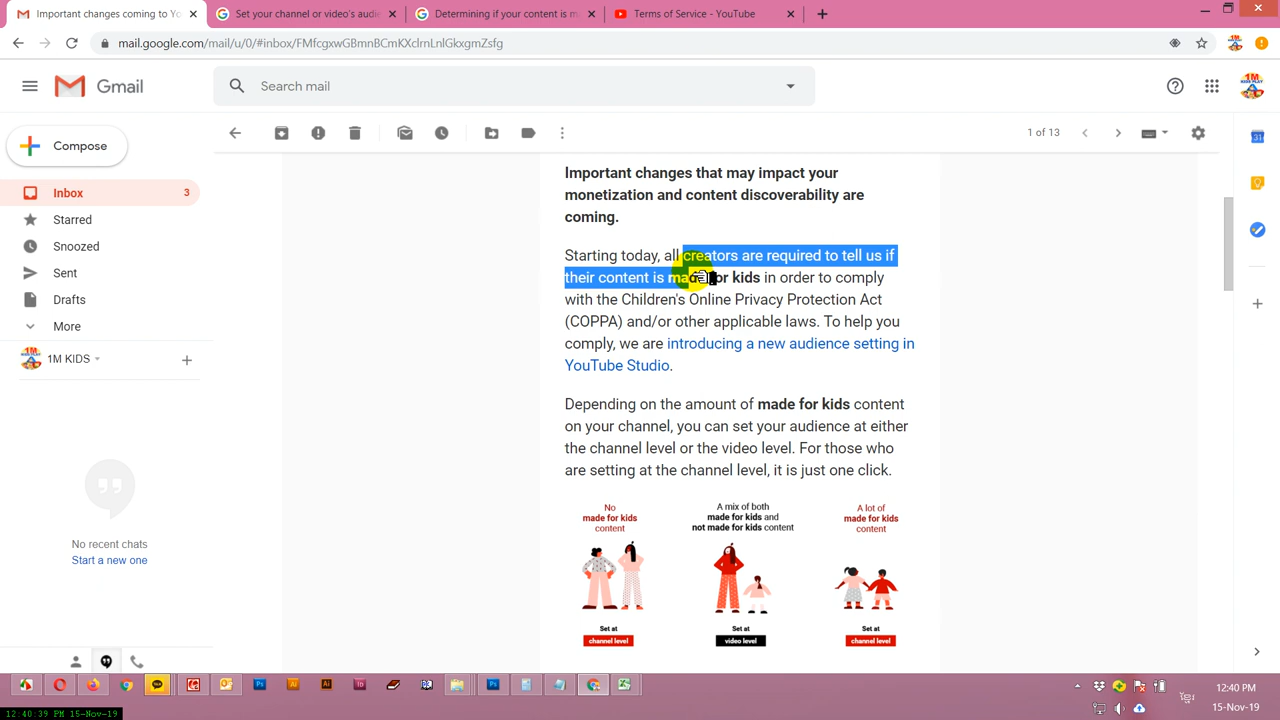 Important changes coming to Yo
Set your channel or video's audie
Determining if your content is m
Terms of Service - YouTube
mail.google.com/mail/u/0/#inbox/FMfcgxwGBmnBCmKXclmLnlGkxgmZsfg
Gmail
Search mail
Compose
1 of 13
Inbox
3
Starred
Snoozed
Sent
Drafts
More
1M KIDS
No recent chats
Start a new one
Important changes that may impact your
monetization and content discoverability are
coming.
Starting today, all creators are required to tell us if
their content is made for kids in order to comply
with the Children's Online Privacy Protection Act
(COPPA) and/or other applicable laws. To help you
comply, we are introducing a new audience setting in
YouTube Studio.
Depending on the amount of made for kids content
on your channel, you can set your audience at either
the channel level or the video level. For those who
are setting at the channel level, it is just one click.
No
made for kids
content
Set at
channel level
A mix of both
made for kids and
not made for kids content
Set at
video level
A lot of
made for kids
content
Set at
channel level
12:40 PM
15-Nov-19
12:40:39 PM 15-Nov-19